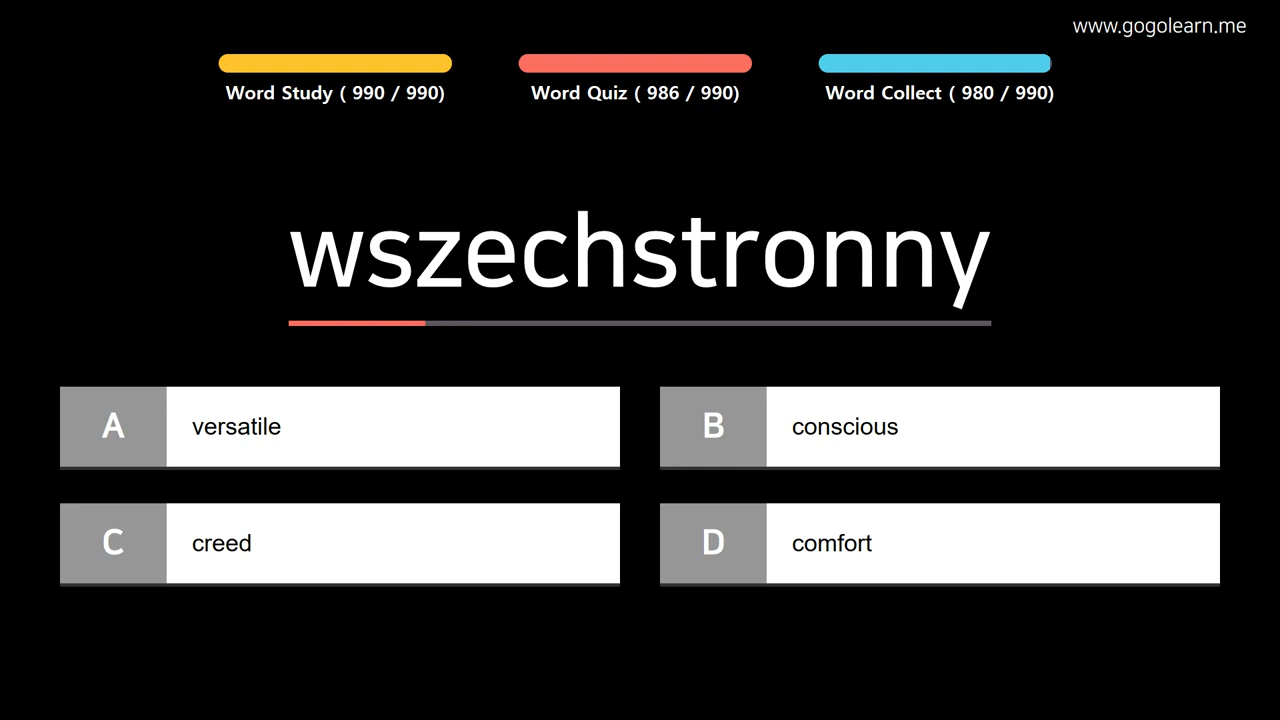 www.gogolearn.me
Word Study ( 990 / 990)
Word Quiz ( 986 / 990)
Word Collect ( 980 / 990)
wszechstronny
A
versatile
B
conscious
C
creed
D
comfort